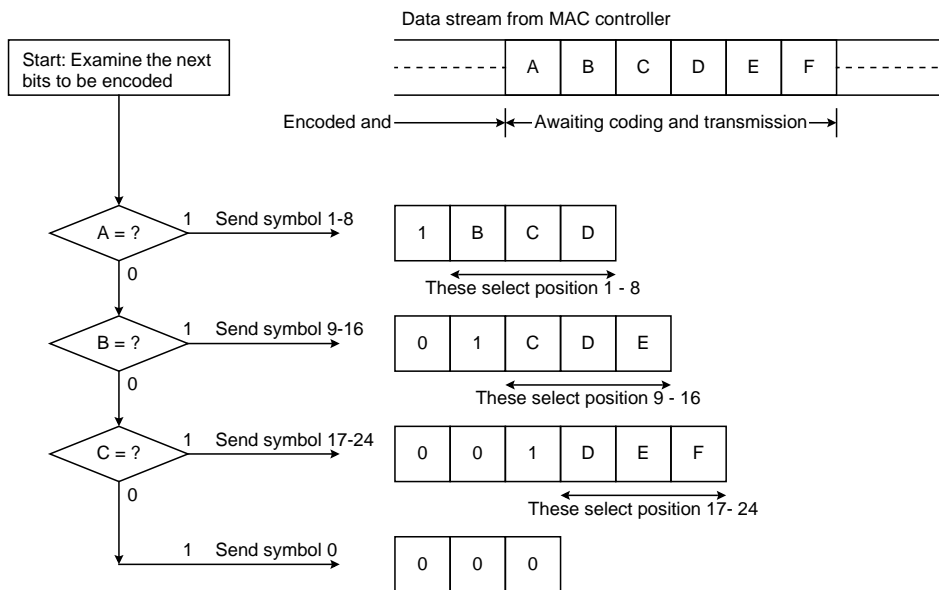 Data stream from MAC controller
Start: Examine the next
bits to be encoded
A B C D E F
Encoded and
Awaiting coding and transmission
A = ?
1 Send symbol 1-8
1 B C D
0
These select position 1 - 8
B = ?
1 Send symbol 9-16
0 1 C D E
0
These select position 9 - 16
C = ?
1 Send symbol 17-24
0 0 1 D E F
0
These select position 17- 24
1 Send symbol 0
0 0 0